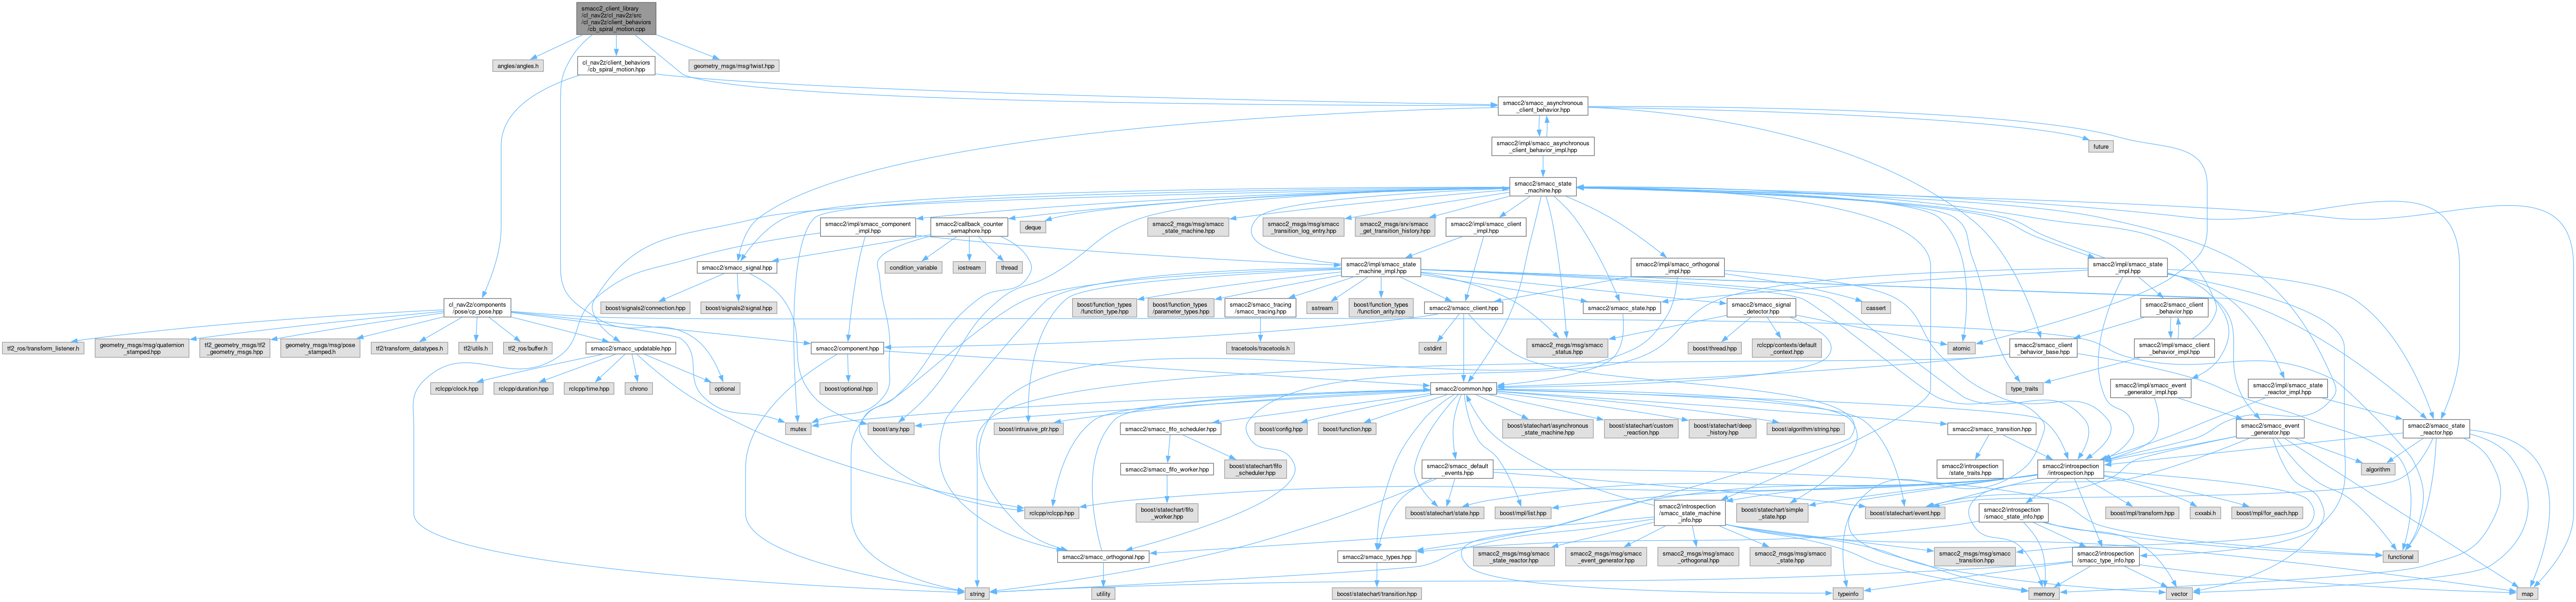 smacc2_client_library
/cl_nav2z/cl_nav2z/src
/cl_nav2z/client_behaviors
/cb_spiral_motion.cpp
angles/angles.h
cl_nav2z/client_behaviors
/cb_spiral_motion.hpp
geometry_msgs/msg/twist.hpp
smacc2/smacc_asynchronous
_client_behavior.hpp
smacc2/impl/smacc_asynchronous
_client_behavior_impl.hpp
future
smacc2/smacc_state
_machine.hpp
smacc2/impl/smacc_component
_impl.hpp
smacc2/callback_counter
_semaphore.hpp
deque
smacc2_msgs/msg/smacc
_state_machine.hpp
smacc2_msgs/msg/smacc
_transition_log_entry.hpp
smacc2_msgs/srv/smacc
_get_transition_history.hpp
smacc2/impl/smacc_client
_impl.hpp
smacc2/smacc_signal.hpp
condition_variable
iostream
thread
smacc2/impl/smacc_state
_machine_impl.hpp
smacc2/impl/smacc_orthogonal
_impl.hpp
smacc2/impl/smacc_state
_impl.hpp
cl_nav2z/components
/pose/cp_pose.hpp
boost/signals2/connection.hpp
boost/signals2/signal.hpp
boost/function_types
/function_type.hpp
boost/function_types
/parameter_types.hpp
smacc2/smacc_tracing
/smacc_tracing.hpp
sstream
boost/function_types
/function_arity.hpp
smacc2/smacc_client.hpp
smacc2/smacc_state.hpp
smacc2/smacc_signal
_detector.hpp
cassert
smacc2/smacc_client
_behavior.hpp
tf2_ros/transform_listener.h
geometry_msgs/msg/quaternion
_stamped.hpp
tf2_geometry_msgs/tf2
_geometry_msgs.hpp
geometry_msgs/msg/pose
_stamped.h
tf2/transform_datatypes.h
tf2/utils.h
tf2_ros/buffer.h
smacc2/smacc_updatable.hpp
smacc2/component.hpp
tracetools/tracetools.h
cstdint
smacc2_msgs/msg/smacc
_status.hpp
boost/thread.hpp
rclcpp/contexts/default
_context.hpp
atomic
smacc2/smacc_client
_behavior_base.hpp
smacc2/impl/smacc_client
_behavior_impl.hpp
rclcpp/clock.hpp
rclcpp/duration.hpp
rclcpp/time.hpp
chrono
optional
boost/optional.hpp
smacc2/common.hpp
type_traits
smacc2/impl/smacc_event
_generator_impl.hpp
smacc2/impl/smacc_state
_reactor_impl.hpp
mutex
boost/any.hpp
boost/intrusive_ptr.hpp
smacc2/smacc_fifo_scheduler.hpp
boost/config.hpp
boost/function.hpp
boost/statechart/asynchronous
_state_machine.hpp
boost/statechart/custom
_reaction.hpp
boost/statechart/deep
_history.hpp
boost/algorithm/string.hpp
smacc2/smacc_transition.hpp
smacc2/smacc_event
_generator.hpp
smacc2/smacc_state
_reactor.hpp
smacc2/smacc_fifo_worker.hpp
boost/statechart/fifo
_scheduler.hpp
smacc2/smacc_default
_events.hpp
smacc2/introspection
/state_traits.hpp
smacc2/introspection
/introspection.hpp
algorithm
rclcpp/rclcpp.hpp
boost/statechart/fifo
_worker.hpp
boost/statechart/state.hpp
boost/mpl/list.hpp
smacc2/introspection
/smacc_state_machine
_info.hpp
boost/statechart/simple
_state.hpp
boost/statechart/event.hpp
smacc2/introspection
/smacc_state_info.hpp
boost/mpl/transform.hpp
cxxabi.h
boost/mpl/for_each.hpp
smacc2/smacc_orthogonal.hpp
smacc2/smacc_types.hpp
smacc2_msgs/msg/smacc
_state_reactor.hpp
smacc2_msgs/msg/smacc
_event_generator.hpp
smacc2_msgs/msg/smacc
_orthogonal.hpp
smacc2_msgs/msg/smacc
_state.hpp
smacc2_msgs/msg/smacc
_transition.hpp
smacc2/introspection
/smacc_type_info.hpp
functional
string
utility
boost/statechart/transition.hpp
typeinfo
memory
vector
map